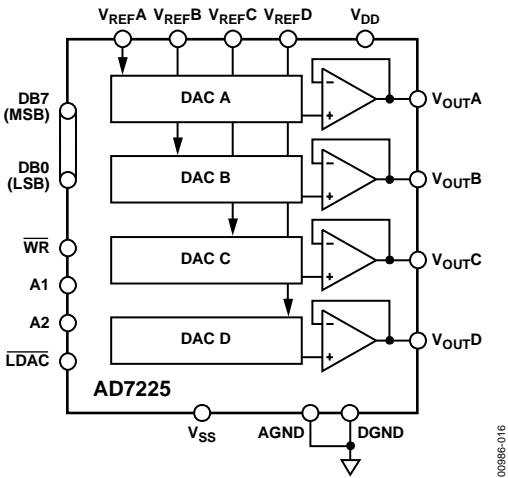 VREFA VREFB VREFC VREFD VDD
DB7
(MSB)
DAC A
VOUTA
DB0
(LSB)
DAC B
VOUTB
WR
A1
DAC C
VOUTC
A2
LDAC
DAC D
VOUTD
AD7225
VSS
AGND
DGND
00986-016